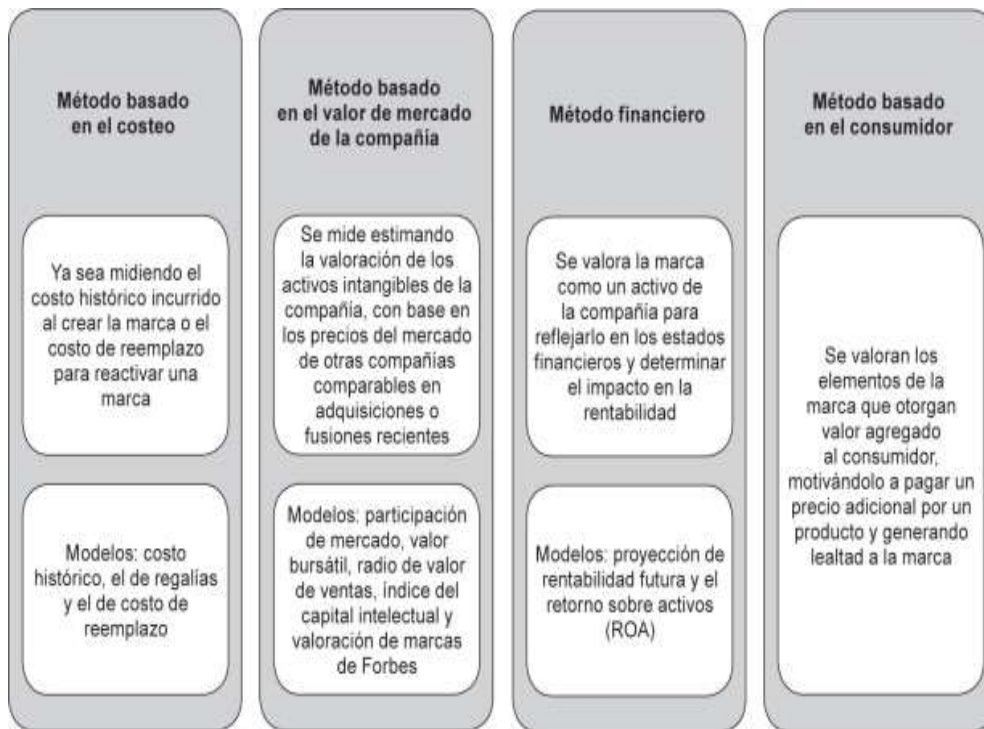 Método basado
en el costeo
Ya sea midiendo el
costo histórico incurrido
al crear la marca o el
costo de reemplazo
para reactivar una
marca
Modelos: costo
histórico, el de regalías
y el de costo de
reemplazo
Método basado
en el valor de mercado
de la compañía
Se mide estimando
la valoración de los
activos intangibles de la
compañía, con base en
los precios del mercado
de otras compañías
comparables en
adquisiciones o
fusiones recientes
Modelos: participación
de mercado, valor
bursátil, radio de valor
de ventas, índice del
capital intelectual y
valoración de marcas
de Forbes
Método financiero
Se valora la marca
como un activo de
la compañía para
reflejarlo en los estados
financieros y determinar
el impacto en la
rentabilidad
Modelos: proyección de
rentabilidad futura y el
retorno sobre activos
(ROA)
Método basado
en el consumidor
Se valoran los
elementos de la
marca que otorgan
valor agregado
al consumidor,
motivándolo a pagar un
precio adicional por un
producto y generando
lealtad a la marca